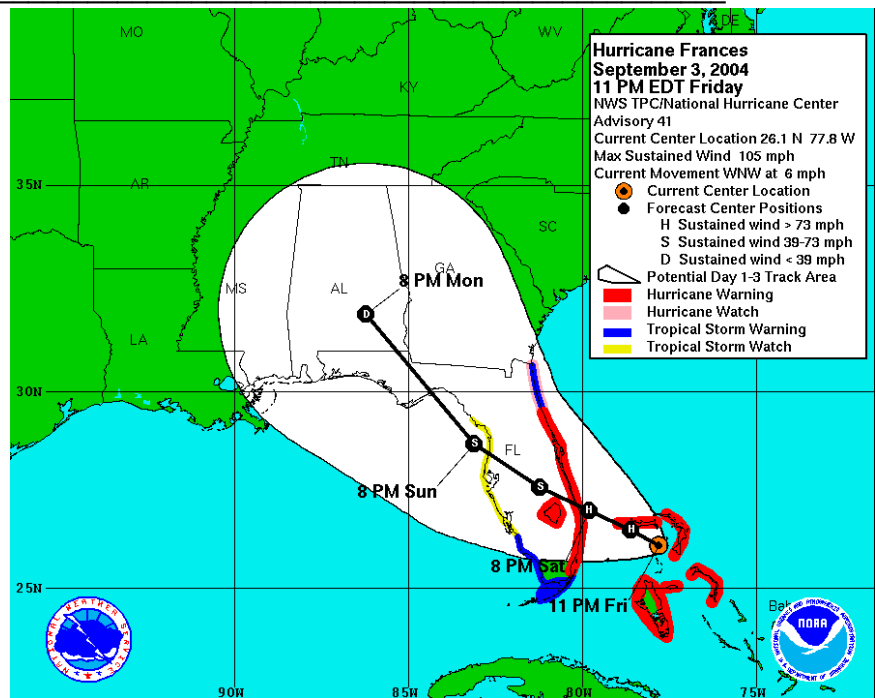 MO
WV
DE
KY
Hurricane Frances
September 3, 2004
11 PM EDT Friday
NWS TPC/National Hurricane Center
Advisory 41
Current Center Location 26.1 N 77.8 W
Max Sustained Wind 105 mph
Current Movement WNW at 6 mph
Current Center Location
Forecast Center Positions
H Sustained wind > 73 mph
S Sustained wind 39-73 mph
D Sustained wind < 39 mph
Potential Day 1-3 Track Area
Hurricane Warning
Hurricane Watch
Tropical Storm Warning
Tropical Storm Watch
TN
35N
AR
SC
GA
MS
AL
8 PM Mon
D
LA
30N
S
FL
8 PM Sun
S
H
H
8 PM Sat
25N
11 PM Fri
NATIONAL WEATHER SERVICE
NOAA
90W
85W
80W
75W